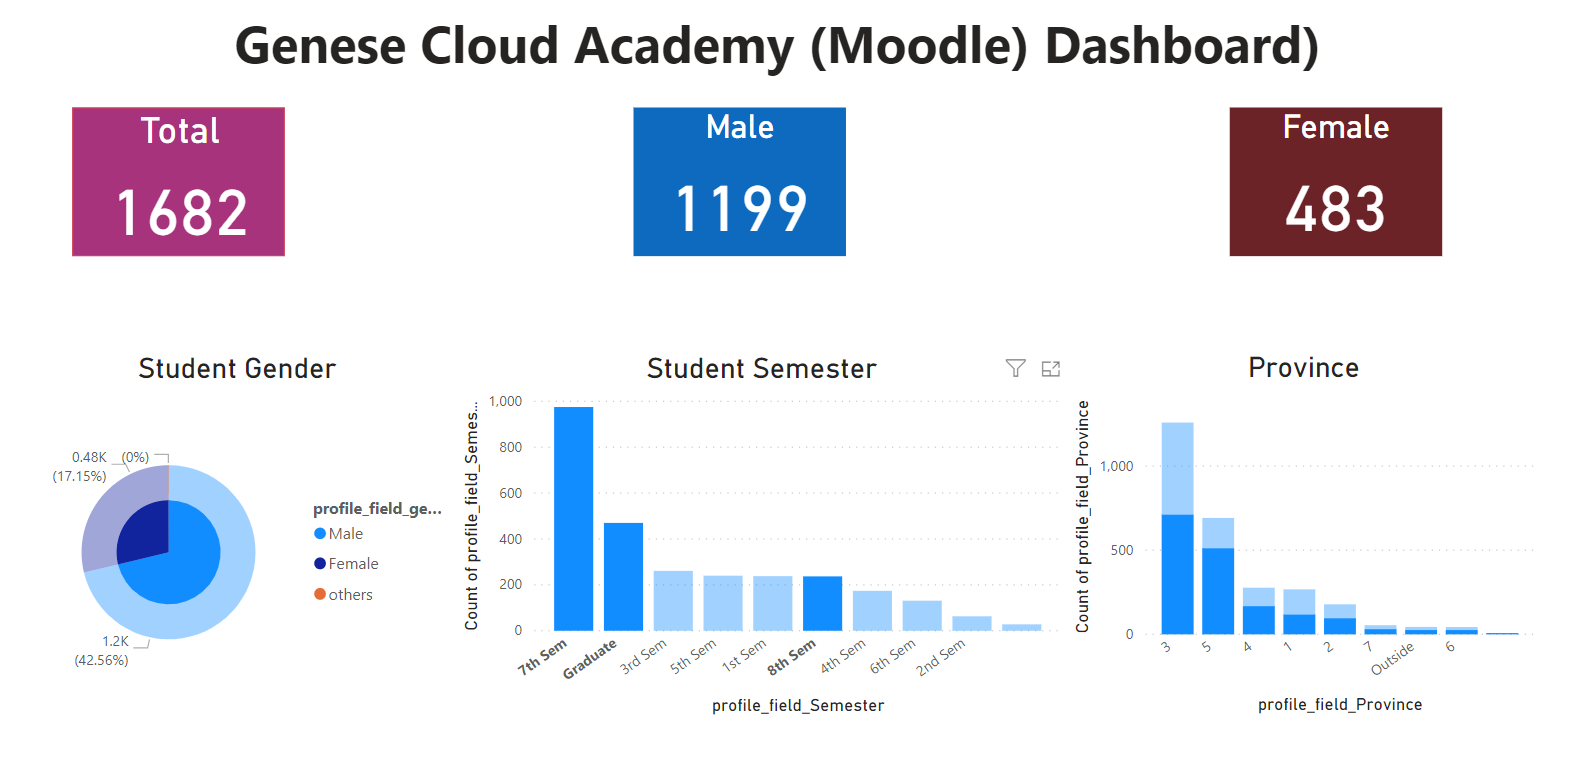 Genese Cloud Academy (Moodle) Dashboard)
Total
1682
Male
1199
Female
483
Student Gender
0.48K
(17.15%)
(0%)
1.2K
(42.56%)
profile_field_ge...
Male
Female
others
Student Semester
Count of profile_field_Semes...
1,000
800
600
400
200
0
7th Sem
Graduate
3rd Sem
5th Sem
1st Sem
8th Sem
4th Sem
6th Sem
2nd Sem
profile_field_Semester
Province
Count of profile_field_Province
1,000
500
0
3
5
4
1
2
7
Outside
6
profile_field_Province